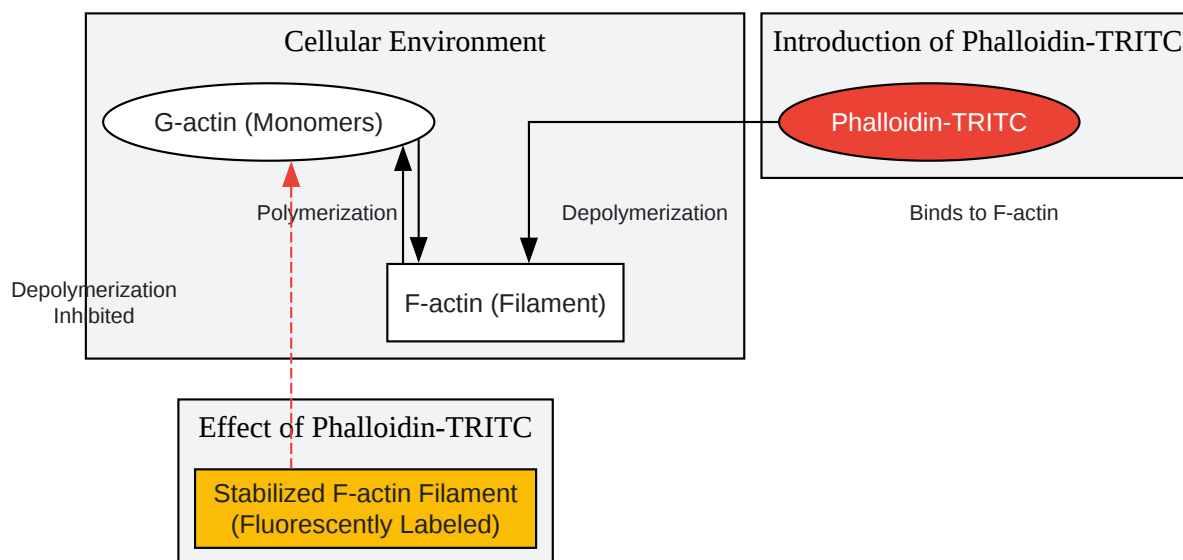 Cellular Environment
Introduction of Phalloidin-TRITC
G-actin (Monomers)
Phalloidin-TRITC
Polymerization
Depolymerization
Binds to F-actin
Depolymerization
Inhibited
F-actin (Filament)
Effect of Phalloidin-TRITC
Stabilized F-actin Filament
(Fluorescently Labeled)